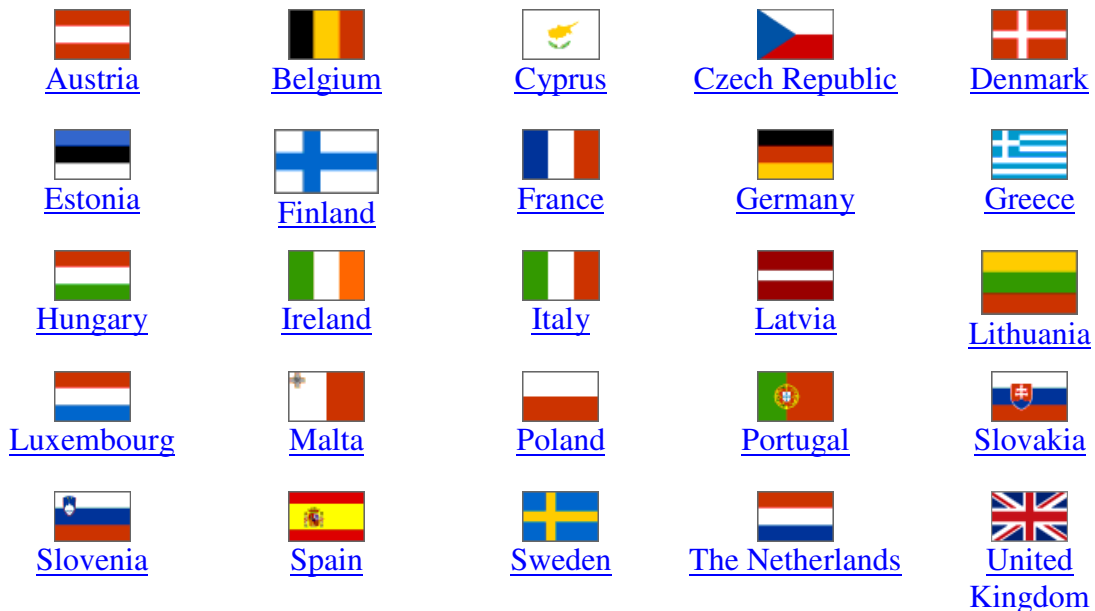 Austria Belgium Cyprus Czech Republic Denmark
Estonia Finland France Germany Greece
Hungary Ireland Italy Latvia Lithuania
Luxembourg Malta Poland Portugal Slovakia
Slovenia Spain Sweden The Netherlands United
Kingdom